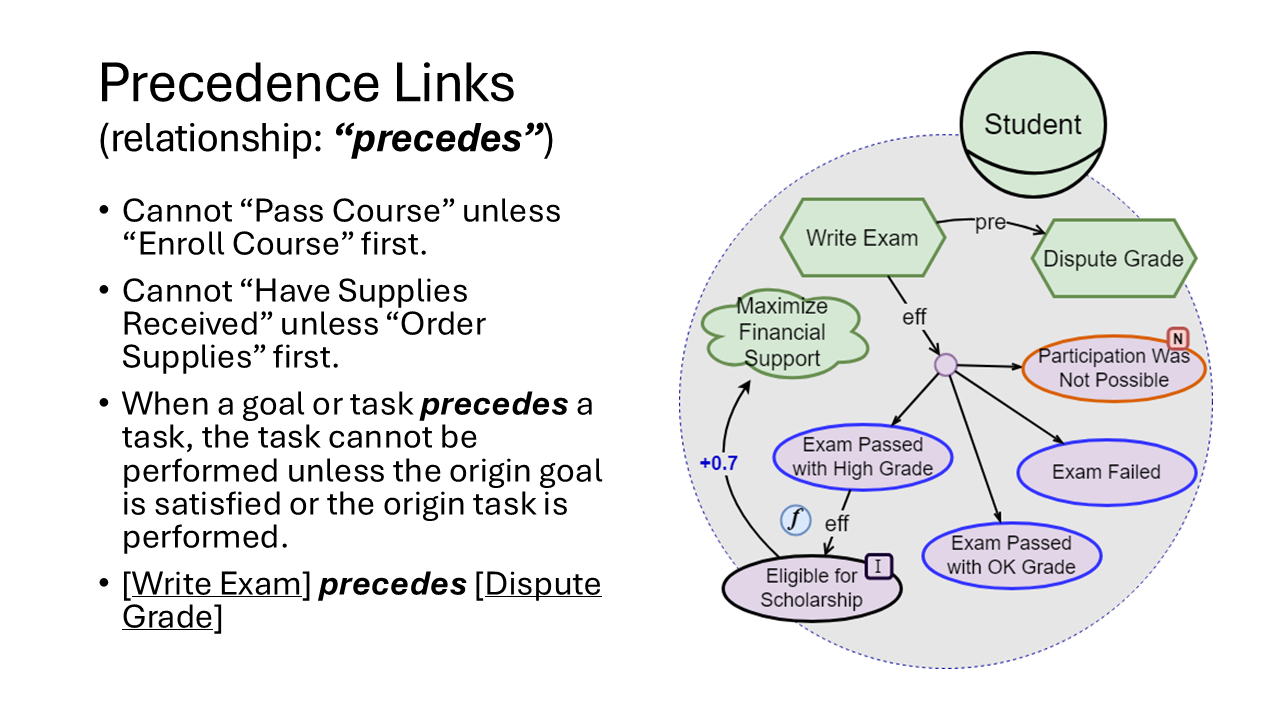 Precedence Links
(relationship: “precedes”)
• Cannot “Pass Course” unless
“Enroll Course” first.
• Cannot “Have Supplies
Received” unless “Order
Supplies” first.
• When a goal or task precedes a
task, the task cannot be
performed unless the origin goal
is satisfied or the origin task is
performed.
• [Write Exam] precedes [Dispute
Grade]
Student
Write Exam
pre
Dispute Grade
Maximize
Financial
Support
eff
N
Participation Was
Not Possible
Exam Passed
with High Grade
+0.7
Exam Failed
f
eff
Exam Passed
with OK Grade
I
Eligible for
Scholarship